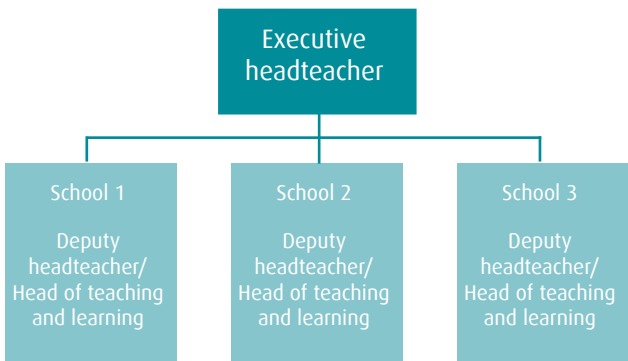 Executive
headteacher
School 1
Deputy
headteacher/
Head of teaching
and learning
School 2
Deputy
headteacher/
Head of teaching
and learning
School 3
Deputy
headteacher/
Head of teaching
and learning